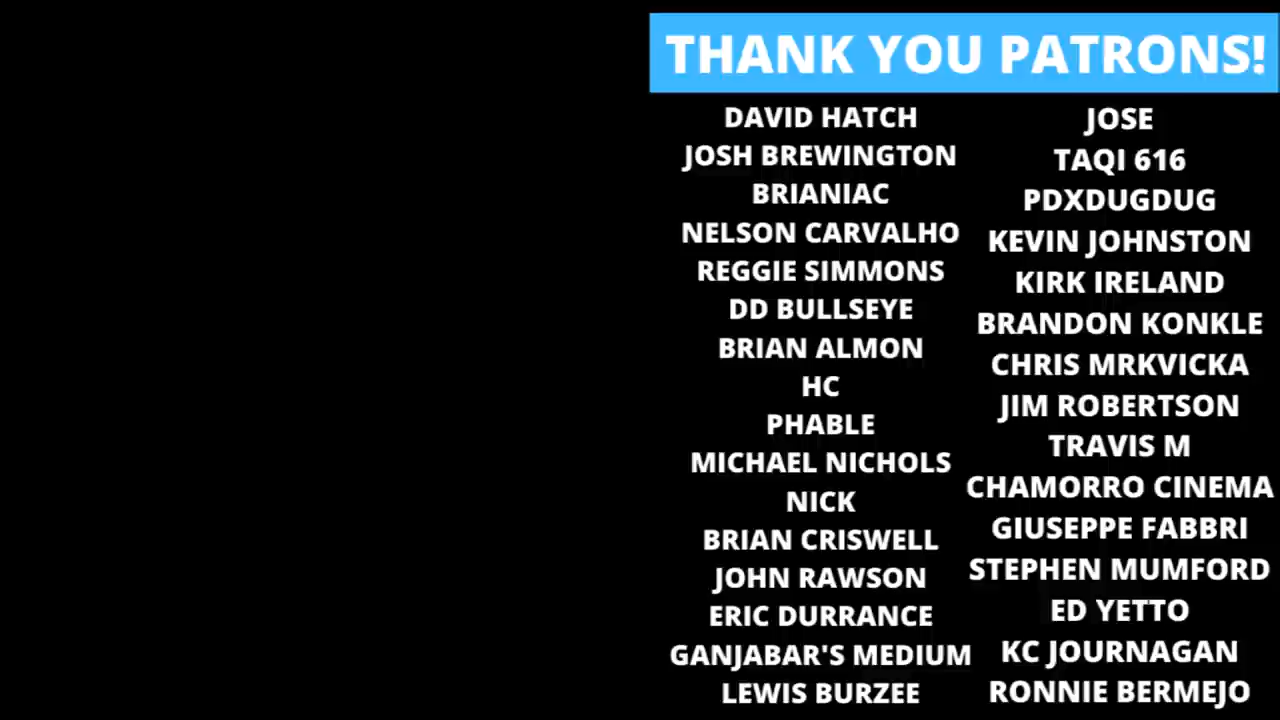 THANK YOU PATRONS!
DAVID HATCH
JOSH BREWINGTON
BRIANIAC
NELSON CARVALHO
REGGIE SIMMONS
DD BULLSEYE
BRIAN ALMON
HC
PHABLE
MICHAEL NICHOLS
NICK
BRIAN CRISWELL
JOHN RAWSON
ERIC DURRANCE
GANJABAR'S MEDIUM
LEWIS BURZEE
JOSE
TAQI 616
PDXDUGDUG
KEVIN JOHNSTON
KIRK IRELAND
BRANDON KONKLE
CHRIS MRKVICKA
JIM ROBERTSON
TRAVIS M
CHAMORRO CINEMA
GIUSEPPE FABBRI
STEPHEN MUMFORD
ED YETTO
KC JOURNAGAN
RONNIE BERMEJO